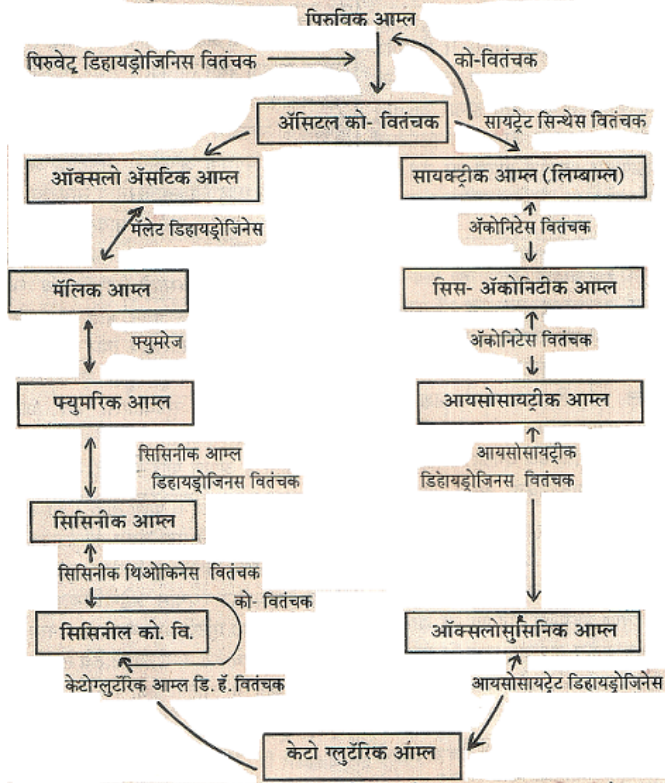 पिरुविक आम्ल
पिरुवेट् डिहायड्रोजिनिस वितंचक
को-वितंचक
ॲसिटल को- वितंचक
सायट्रेट सिन्थेस वितंचक
ऑक्सलो ॲसटिक आम्ल
सायक्ट्रीक आम्ल (लिम्बाम्ल)
मॅलेट डिहायड्रोजिनेस
ॲकोनिटेस वितंचक
मॅलिक आम्ल
सिस- ॲकोनिटीक आम्ल
फ्युमरेज
ॲकोनिटेस वितंचक
फ्युमरिक आम्ल
आयसोसायट्रीक आम्ल
सिसिनीक आम्ल
डिहायड्रोजिनस वितंचक
आयसोसायट्रीक
डिहायड्रोजिनस वितंचक
सिसिनीक आम्ल
सिसिनीक थिओकिनेस वितंचक
को- वितंचक
सिसिनील को. वि.
ऑक्सलोसुसिनिक आम्ल
केटोग्लुटॅरिक आम्ल डि. हॅ. वितंचक
आयसोसायट्रेट डिहायड्रोजिनेस
केटो ग्लुटॅरिक आम्ल